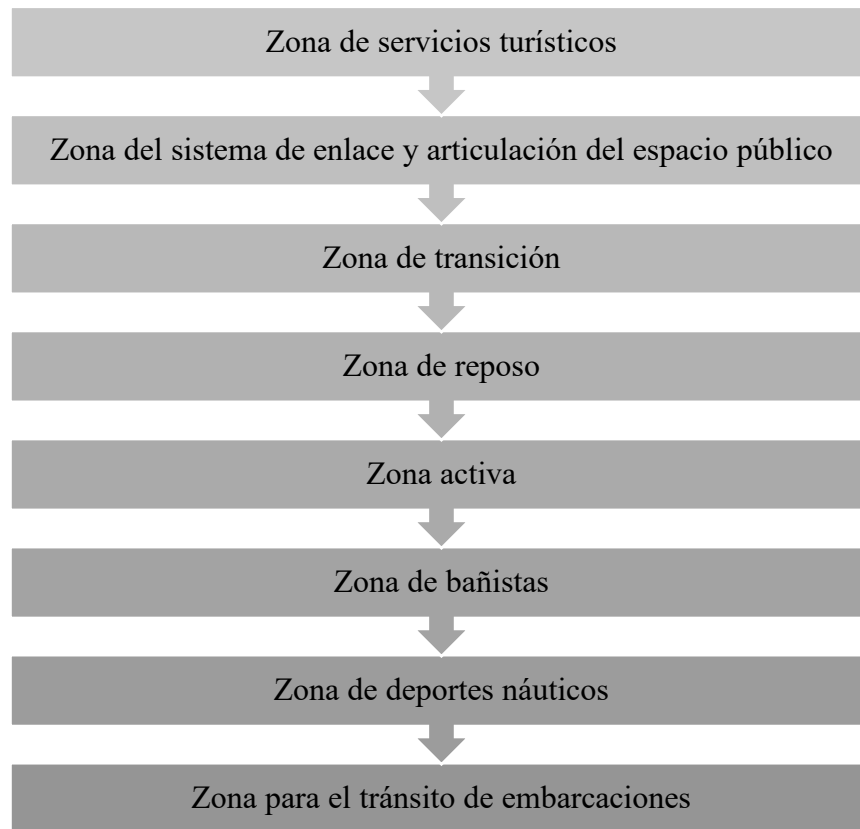 Zona de servicios turísticos
Zona del sistema de enlace y articulación del espacio público
Zona de transición
Zona de reposo
Zona activa
Zona de bañistas
Zona de deportes náuticos
Zona para el tránsito de embarcaciones